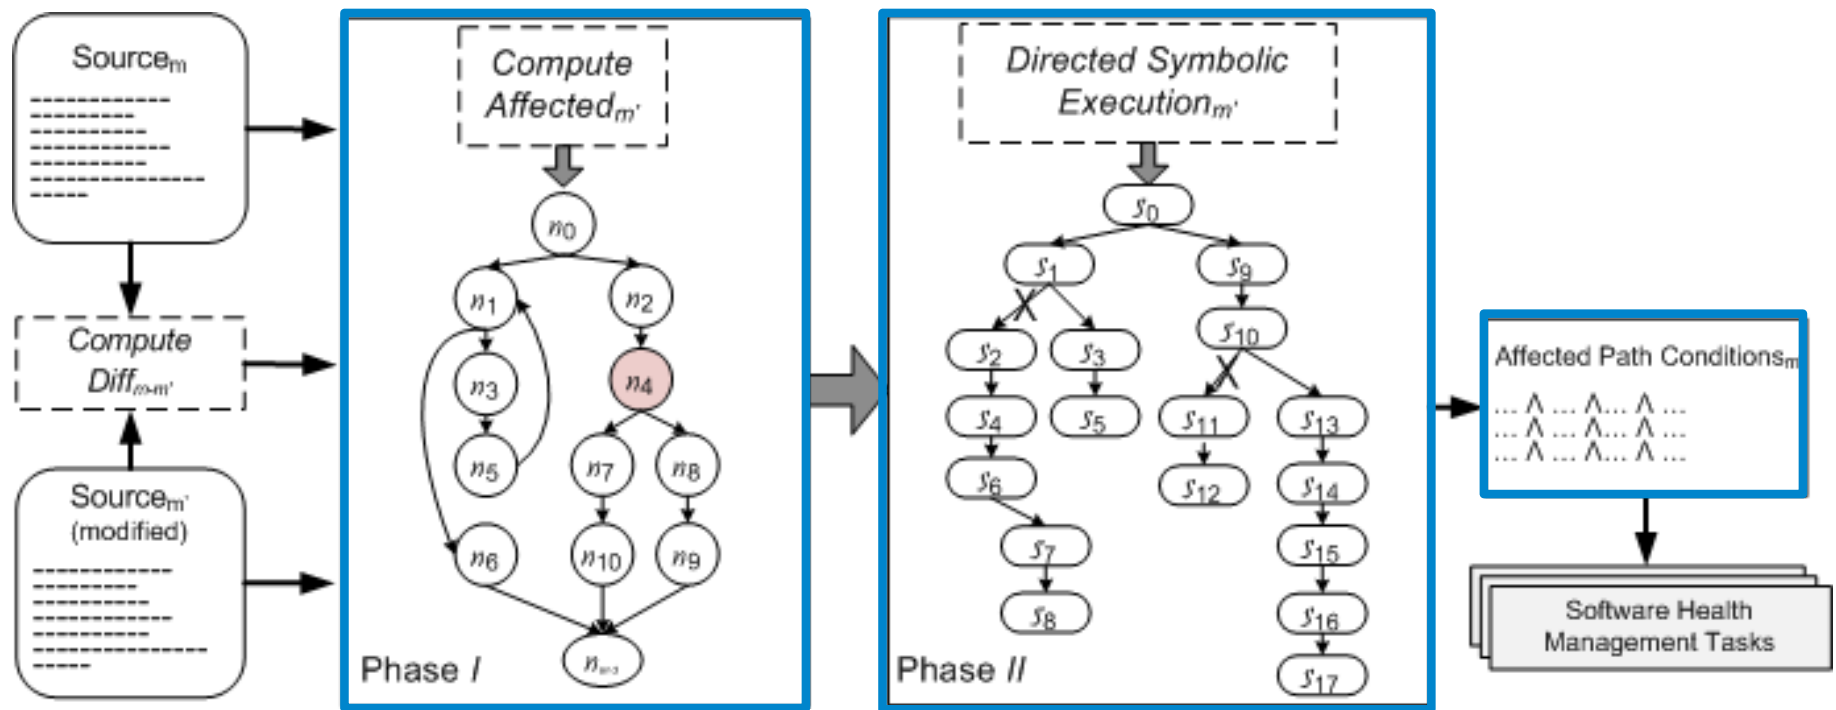 Source_m
Compute
Diff_m-m'
Source_m'
(modified)
Compute
Affected_m'
n0
n1
n2
n3
n4
n5
n7
n8
n6
n10
n9
n
Phase I
Directed Symbolic
Execution_m'
s0
s1
s9
s2
s3
s10
s4
s5
s11
s13
s6
s12
s14
s7
s15
s8
s16
s17
X
X
Phase II
Affected Path Conditions_m
... Λ ... Λ... Λ ...
... Λ ... Λ... Λ ...
... Λ ... Λ... Λ ...
Software Health
Management Tasks